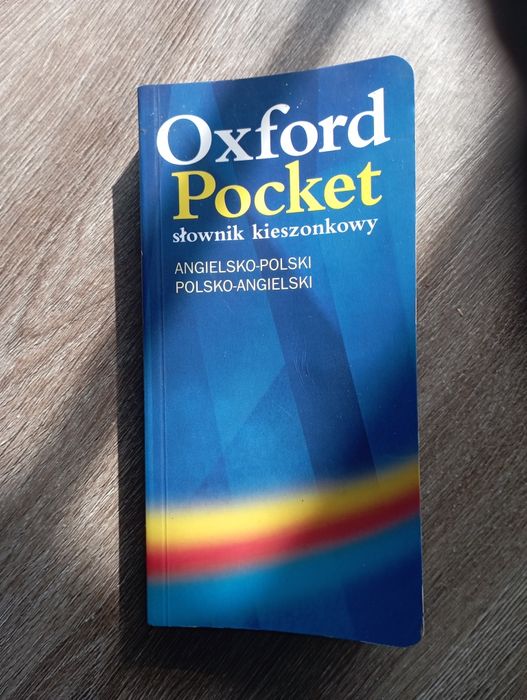 Oxford
Pocket
słownik kieszonkowy
ANGIELSKO-POLSKI
POLSKO-ANGIELSKI